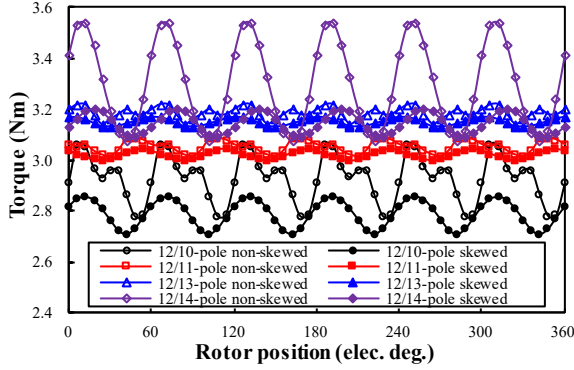 3.6
3.4
3.2
3.0
2.8
2.6
2.4
Torque (Nm)
12/10-pole non-skewed 12/10-pole skewed
12/11-pole non-skewed 12/11-pole skewed
12/13-pole non-skewed 12/13-pole skewed
12/14-pole non-skewed 12/14-pole skewed
0 60 120 180 240 300 360
Rotor position (elec. deg.)